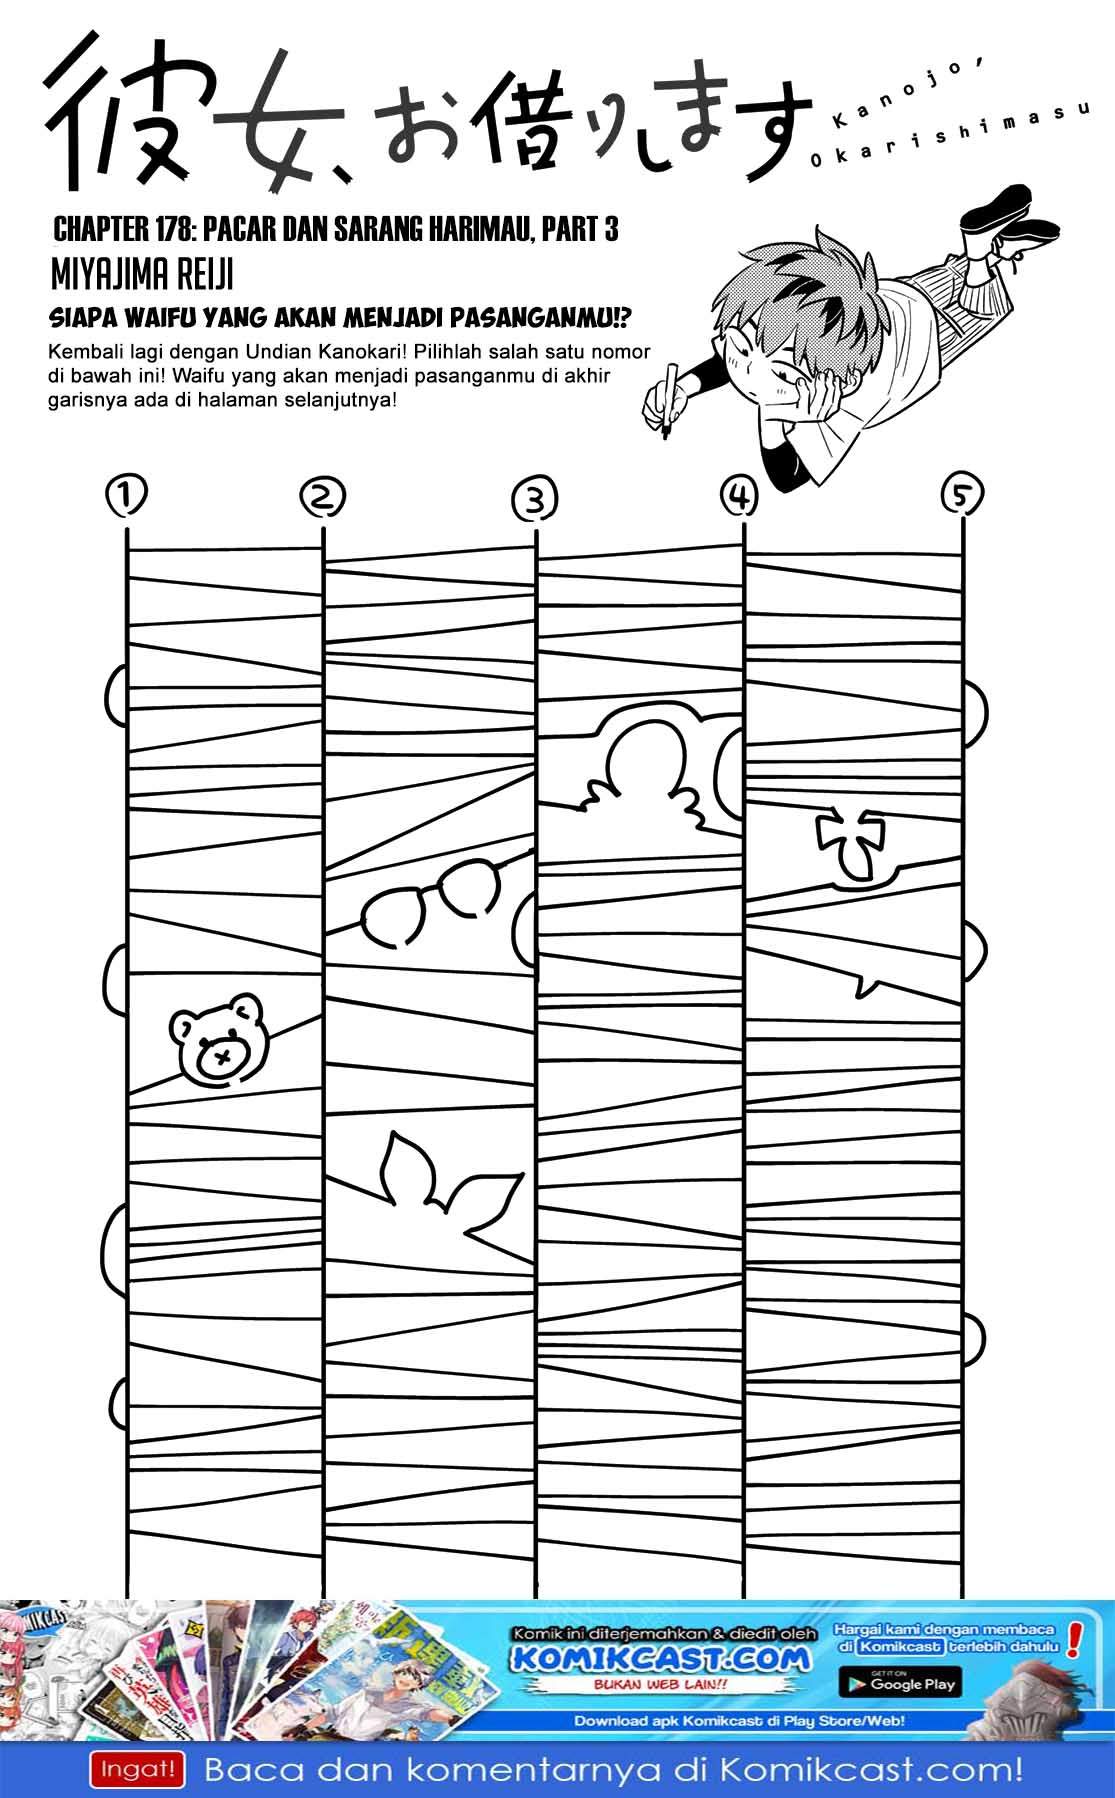 彼女、お借りします
Kanojo,
Okarishimasu
CHAPTER 178: PACAR DAN SARANG HARIMAU, PART 3
MIYAJIMA REIJI
SIAPA WAIFU YANG AKAN MENJADI PASANGANMU!?
Kembali lagi dengan Undian Kanokari! Pilihlah salah satu nomor
di bawah ini! Waifu yang akan menjadi pasanganmu di akhir
garisnya ada di halaman selanjutnya!
1 2 3 4 5
Komik ini diterjemahkan & diedit oleh
KOMIKCAST.COM
BUKAN WEB LAIN!!
Hargai kami dengan membaca
di Komikcast terlebih dahulu !
GET IT ON
Google Play
Download apk Komikcast di Play Store/Web!
Ingat! Baca dan komentarnya di Komikcast.com!